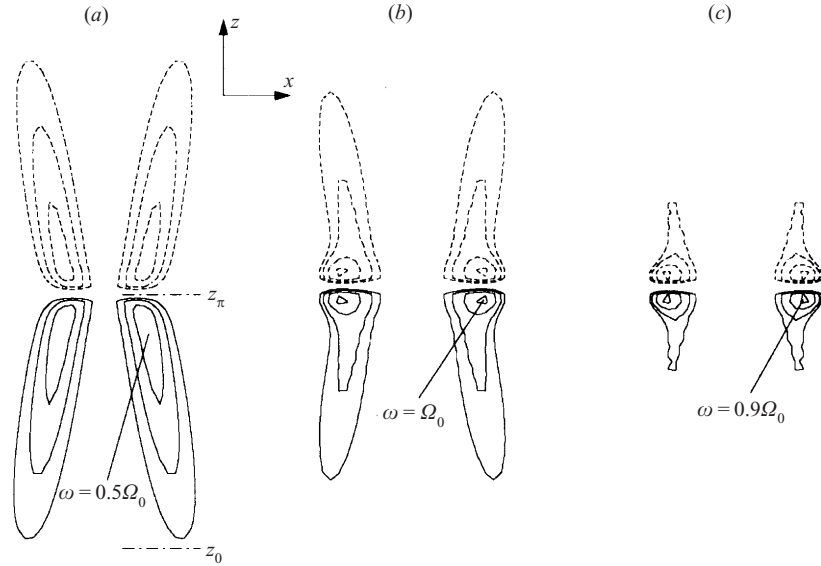 (a)
(b)
(c)
z
x
z_π
ω = 0.5Ω_0
z_0
ω = Ω_0
ω = 0.9Ω_0